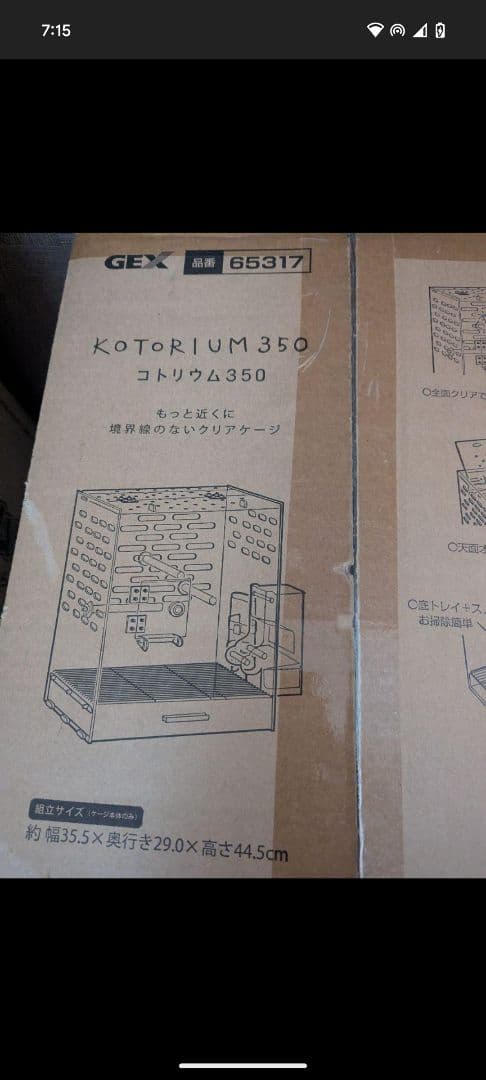 7:15
GEX 品番 65317
KOTORIUM 350
コトリウム350
もっと近くに
境界線のないクリアケージ
組立サイズ（ケージ本体のみ）
約 幅35.5×奥行き29.0×高さ44.5cm
○全面クリアで
○天面オ
○底トレイ+ス
お掃除簡単